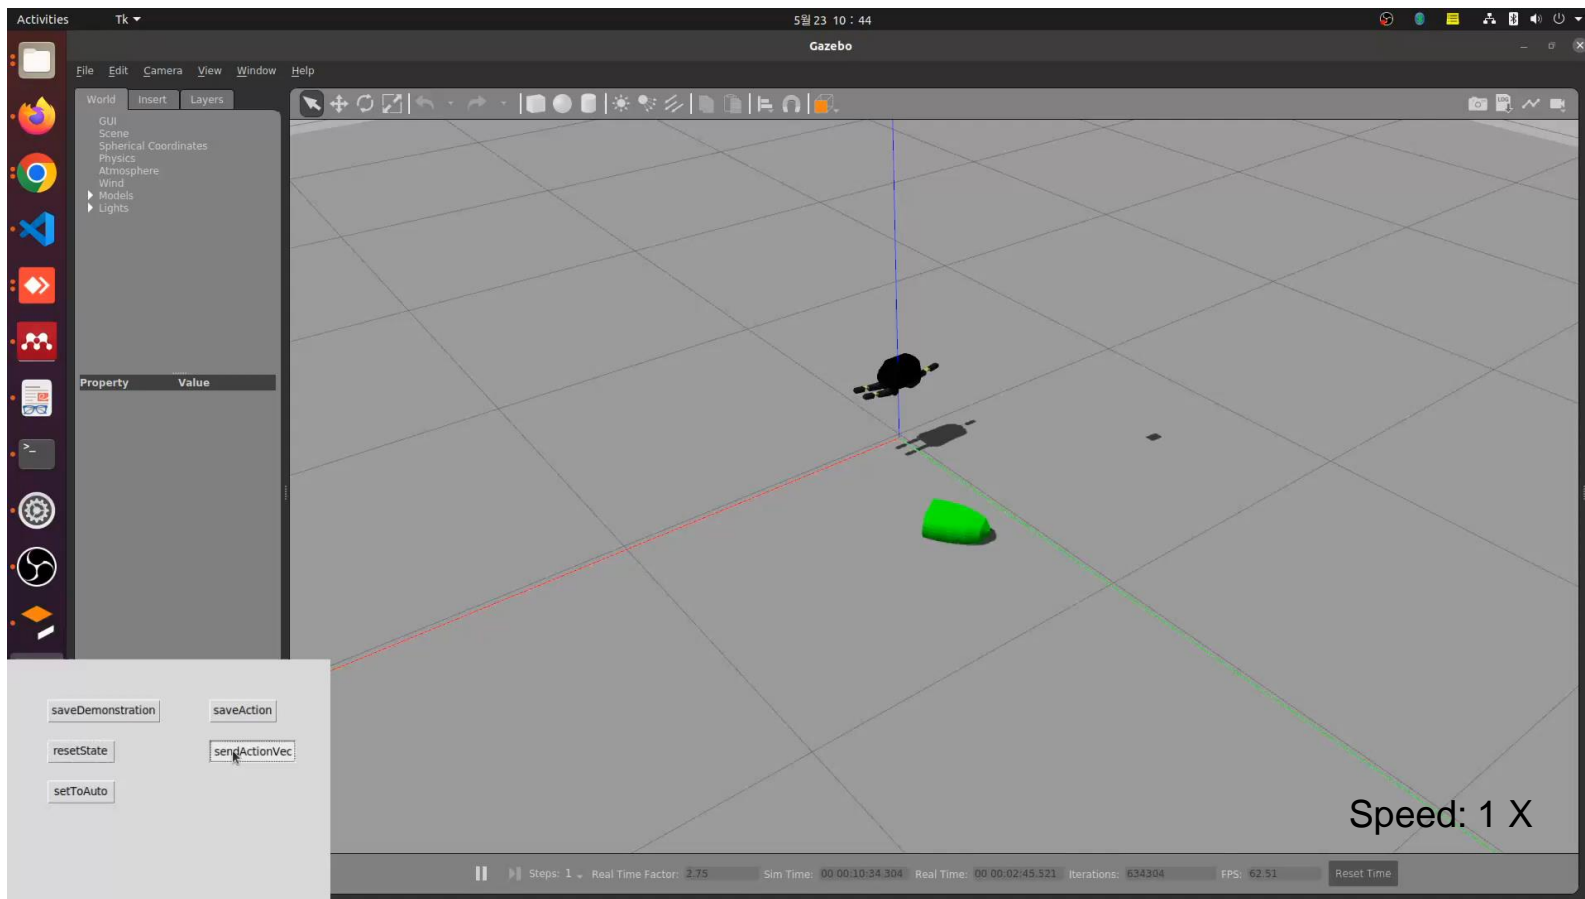 Activities Tk 5월 23 10 : 44
Gazebo
File Edit Camera View Window Help
World Insert Layers
GUI
Scene
Spherical Coordinates
Physics
Atmosphere
Wind
Models
Lights
Property Value
saveDemonstration saveAction
resetState sendActionVec
setToAuto
Speed: 1 X
Steps: 1 Real Time Factor: 2.75 Sim Time: 00 00:10:34.304 Real Time: 00 00:02:45.521 Iterations: 634304 FPS: 62.51 Reset Time